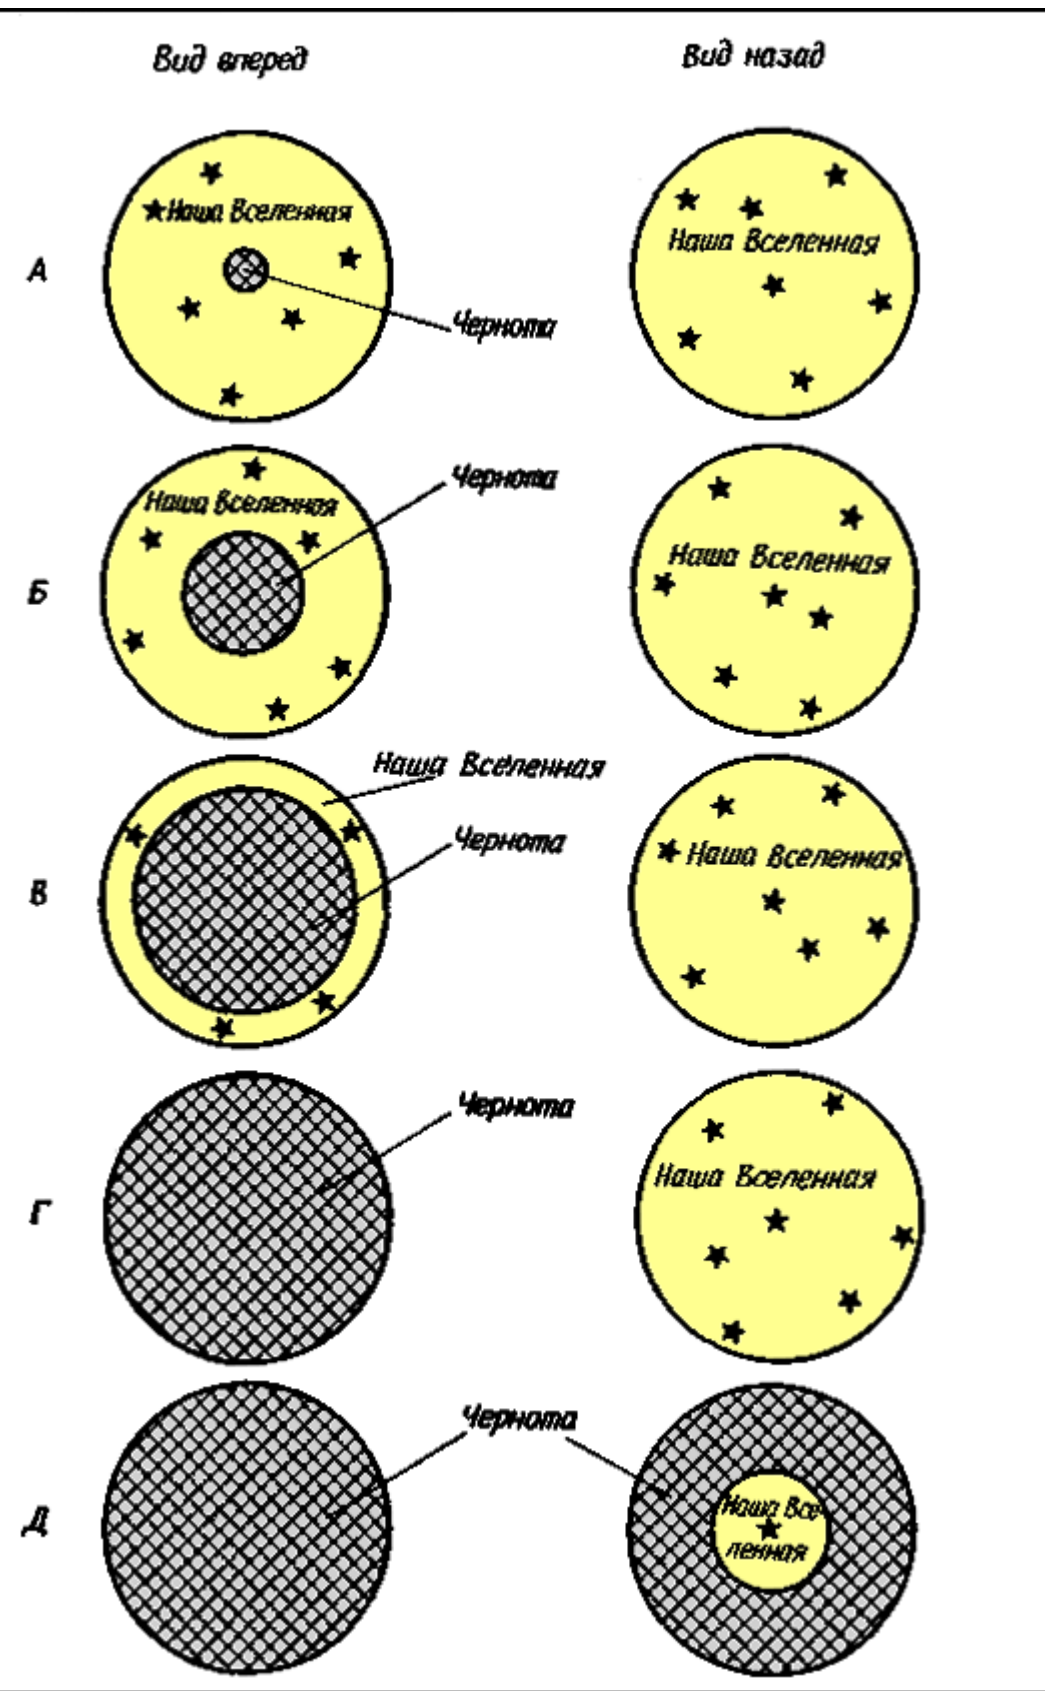 Вид вперед
Вид назад
А
Наша Вселенная
Чернота
Наша Вселенная
Б
Наша Вселенная
Чернота
Наша Вселенная
В
Наша Вселенная
Чернота
Наша Вселенная
Г
Чернота
Наша Вселенная
Д
Чернота
Наша Все-
ленная